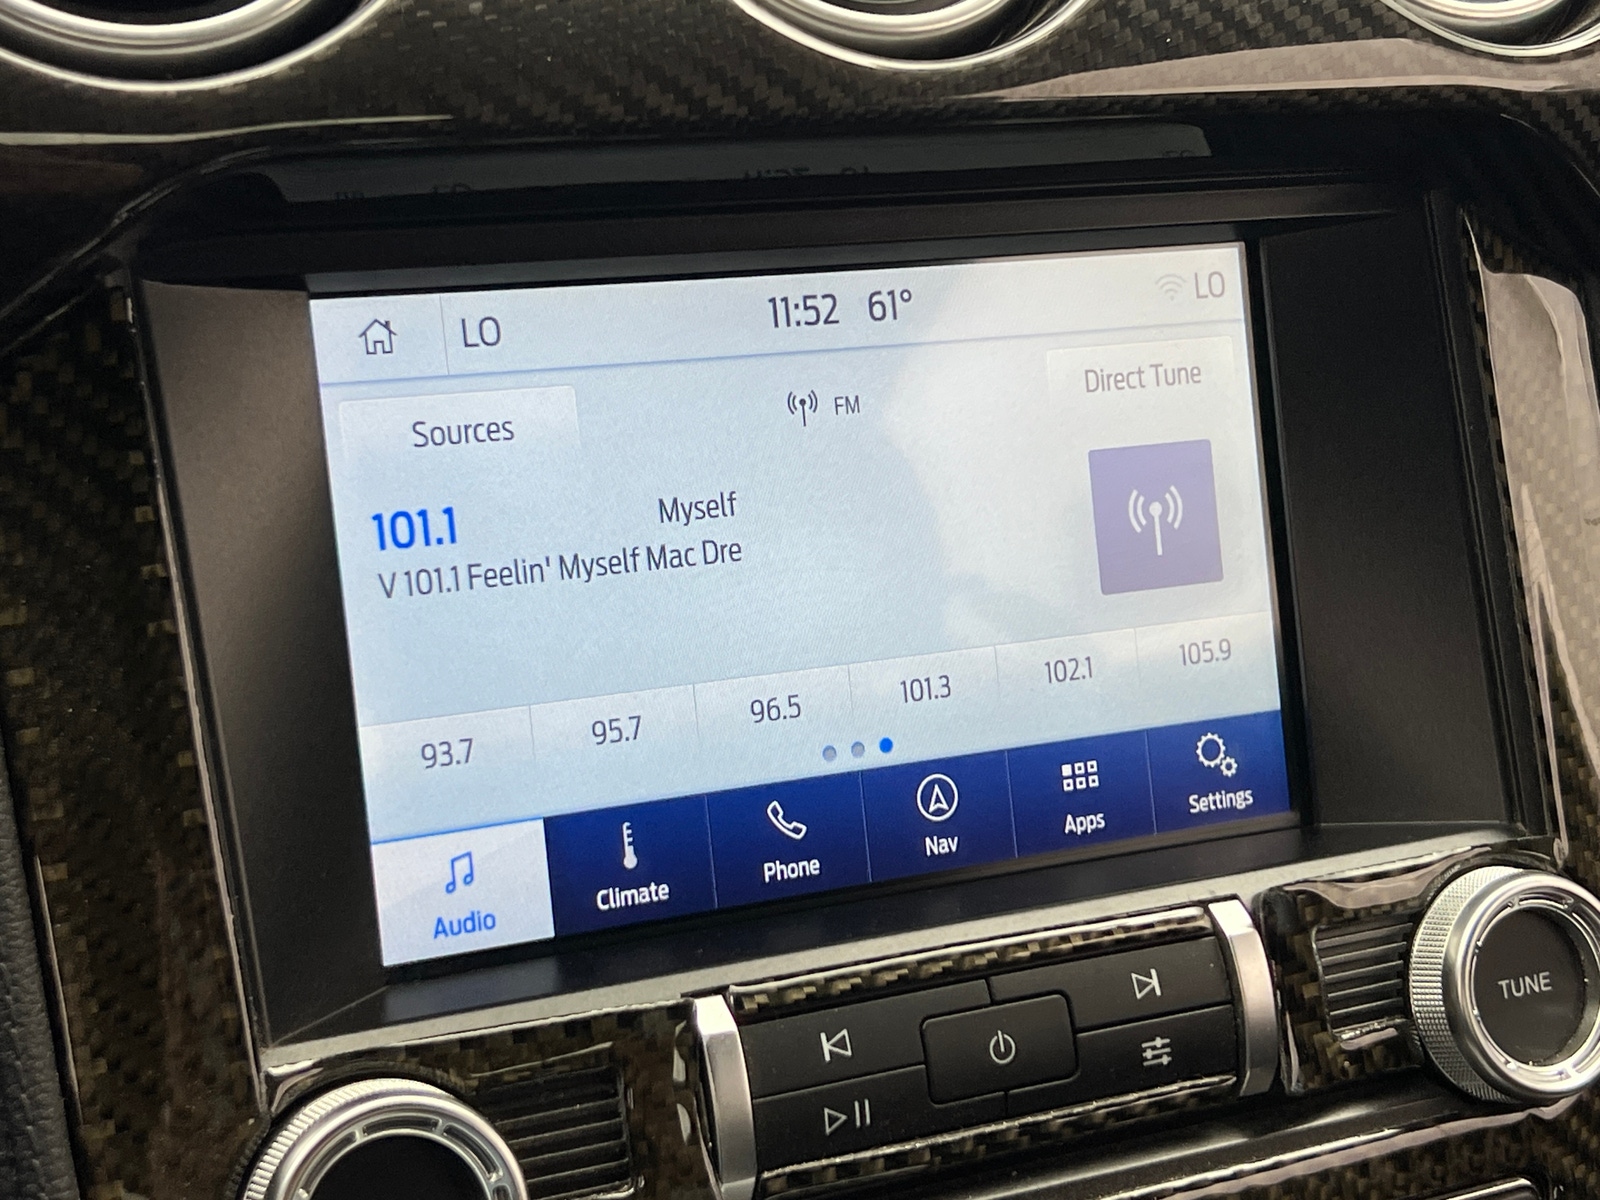 LO 11:52 61° LO
Sources FM Direct Tune
101.1 Myself
V 101.1 Feelin' Myself Mac Dre
93.7 95.7 96.5 101.3 102.1 105.9
Audio Climate Phone Nav Apps Settings
TUNE